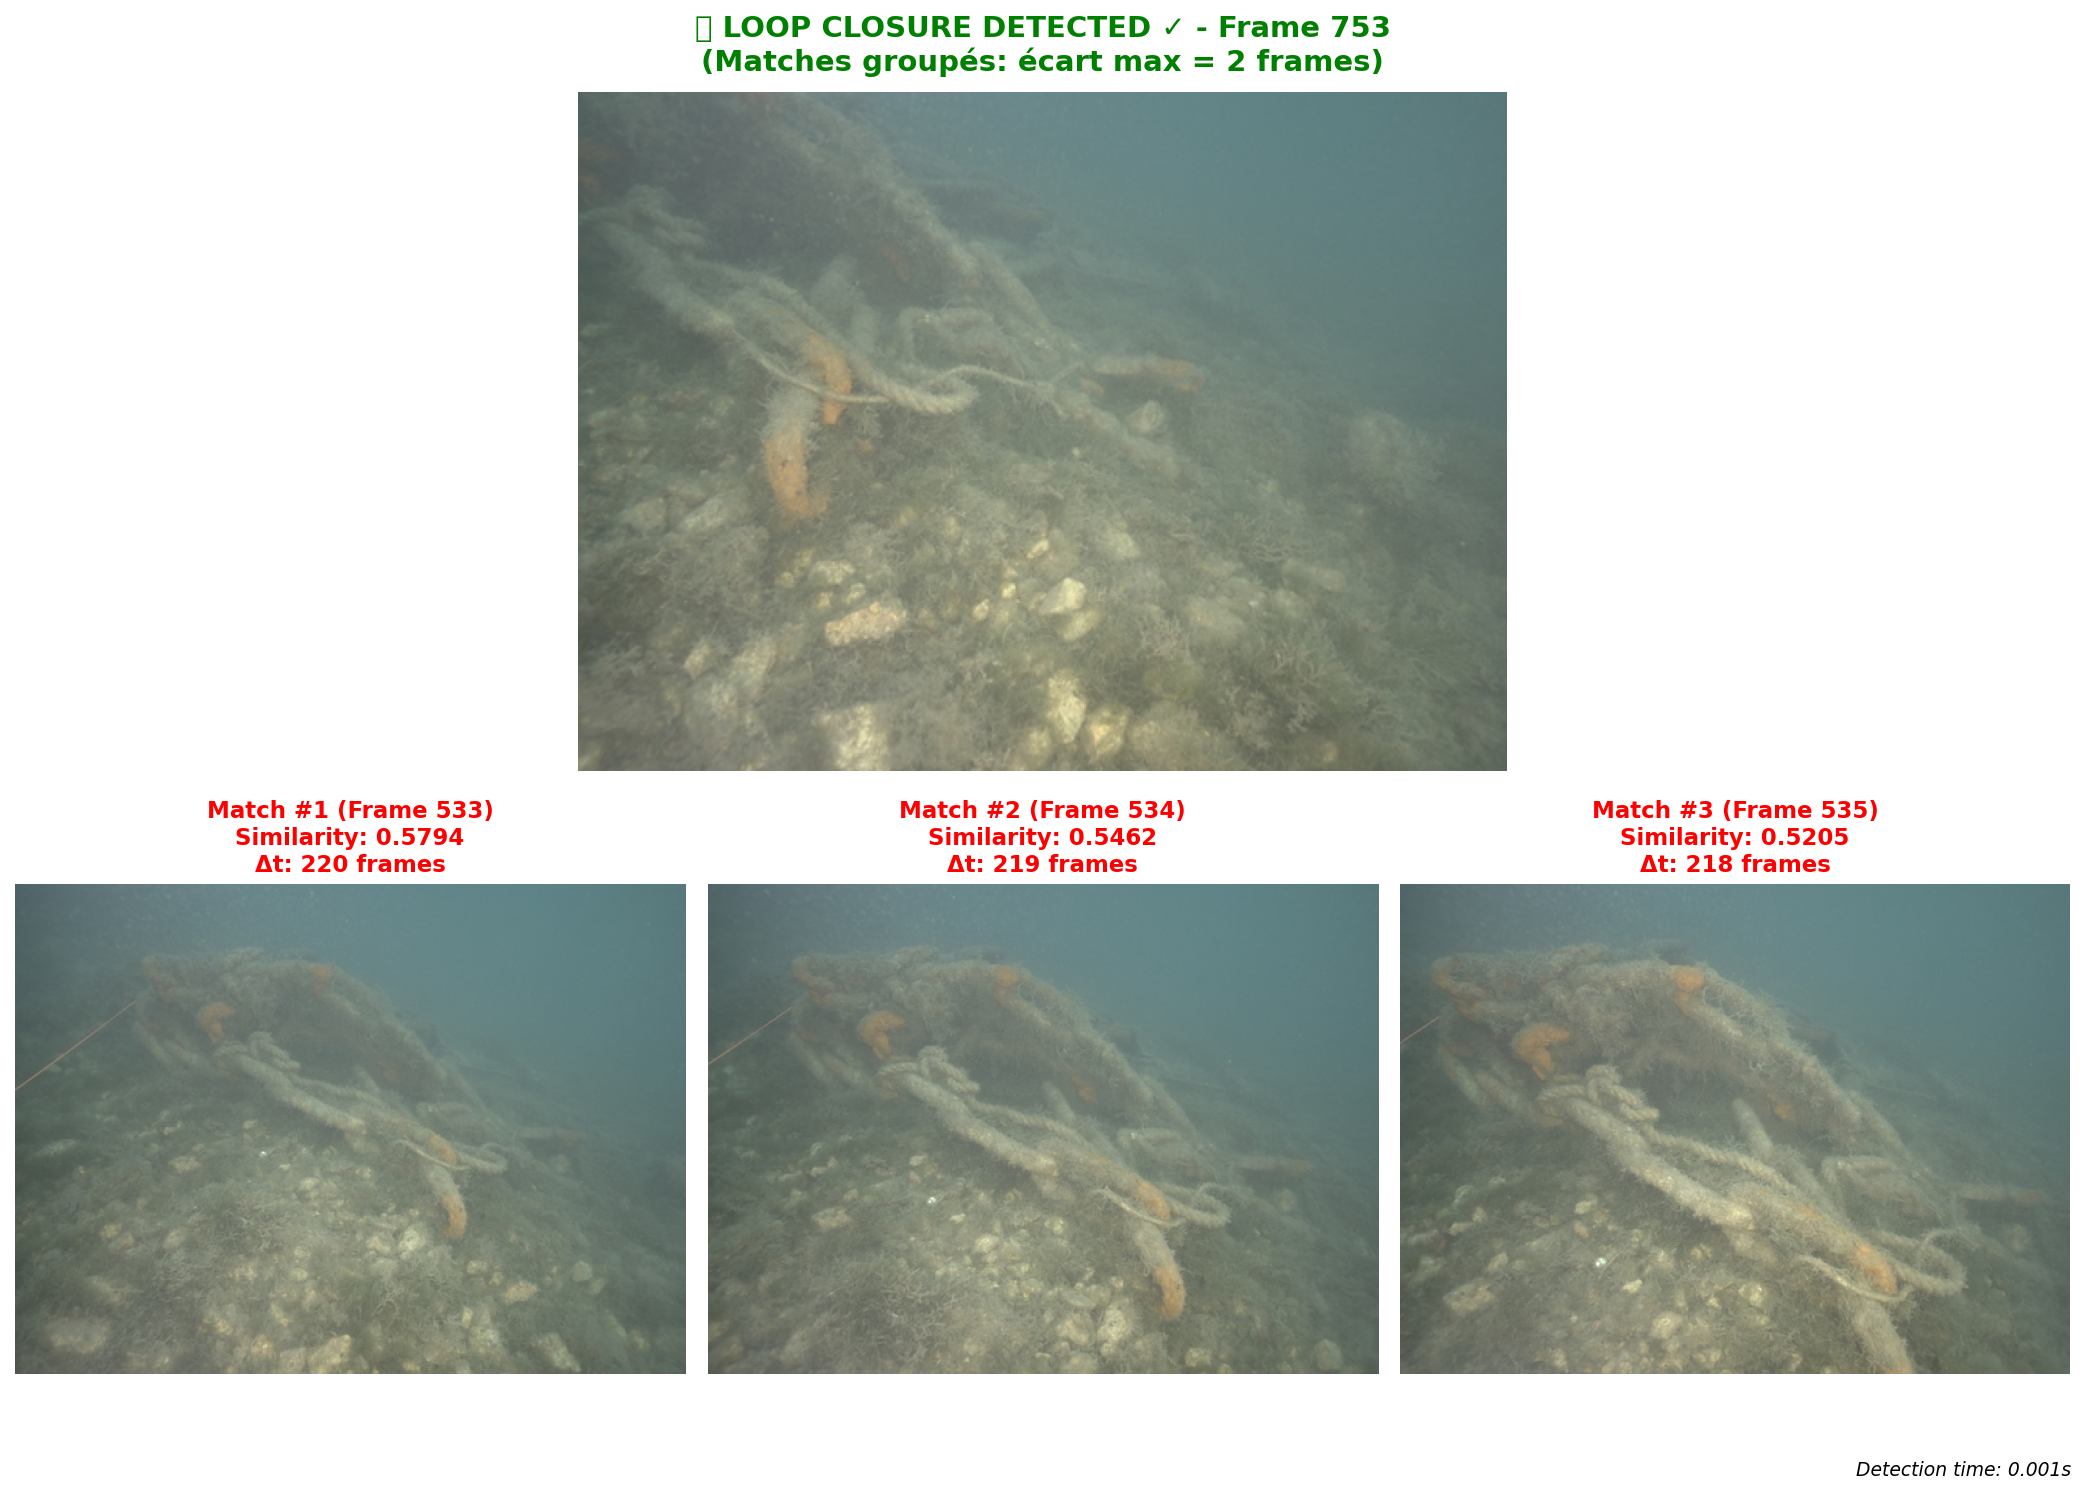 ▯ LOOP CLOSURE DETECTED ✓ - Frame 753
(Matches groupés: écart max = 2 frames)
Match #1 (Frame 533)
Similarity: 0.5794
Δt: 220 frames
Match #2 (Frame 534)
Similarity: 0.5462
Δt: 219 frames
Match #3 (Frame 535)
Similarity: 0.5205
Δt: 218 frames
Detection time: 0.001s